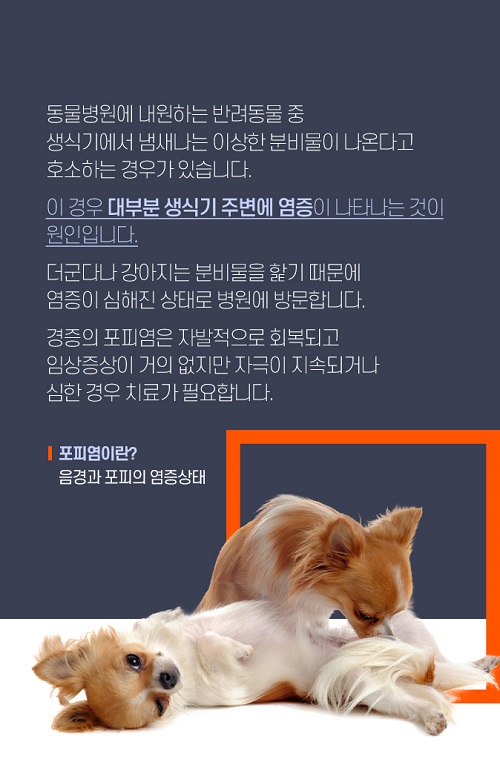 동물병원에 내원하는 반려동물 중
생식기에서 냄새나는 이상한 분비물이 나온다고
호소하는 경우가 있습니다.
이 경우 대부분 생식기 주변에 염증이 나타나는 것이
원인입니다.
더군다나 강아지는 분비물을 핥기 때문에
염증이 심해진 상태로 병원에 방문합니다.
경증의 포피염은 자발적으로 회복되고
임상증상이 거의 없지만 자극이 지속되거나
심한 경우 치료가 필요합니다.
포피염이란?
음경과 포피의 염증상태